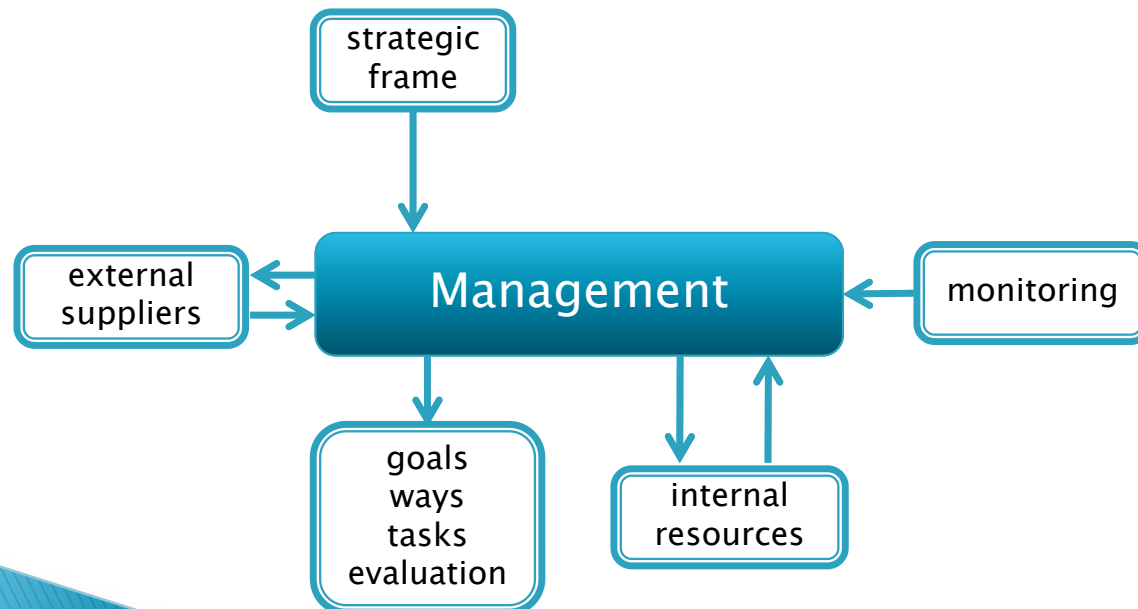 strategic
frame
external
suppliers
Management
monitoring
goals
ways
tasks
evaluation
internal
resources